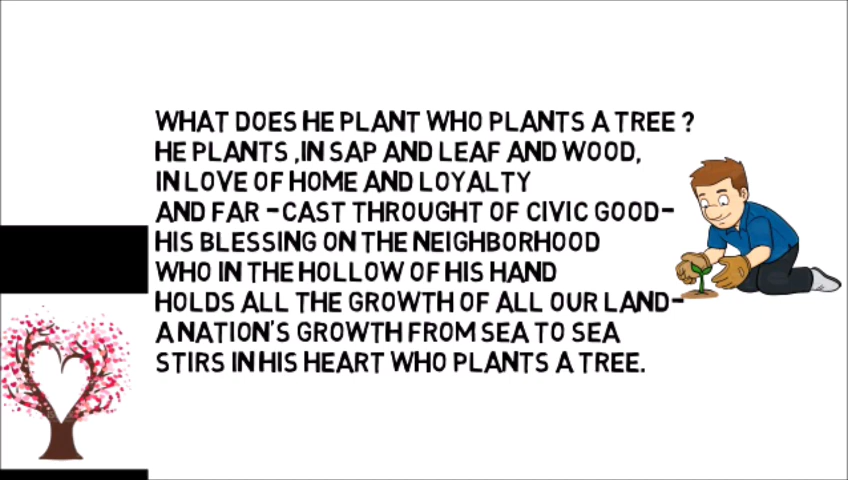 WHAT DOES HE PLANT WHO PLANTS A TREE ?
HE PLANTS ,IN SAP AND LEAF AND WOOD,
IN LOVE OF HOME AND LOYALTY
AND FAR -CAST THROUGHT OF CIVIC GOOD-
HIS BLESSING ON THE NEIGHBORHOOD
WHO IN THE HOLLOW OF HIS HAND
HOLDS ALL THE GROWTH OF ALL OUR LAND-
A NATION'S GROWTH FROM SEA TO SEA
STIRS IN HIS HEART WHO PLANTS A TREE.